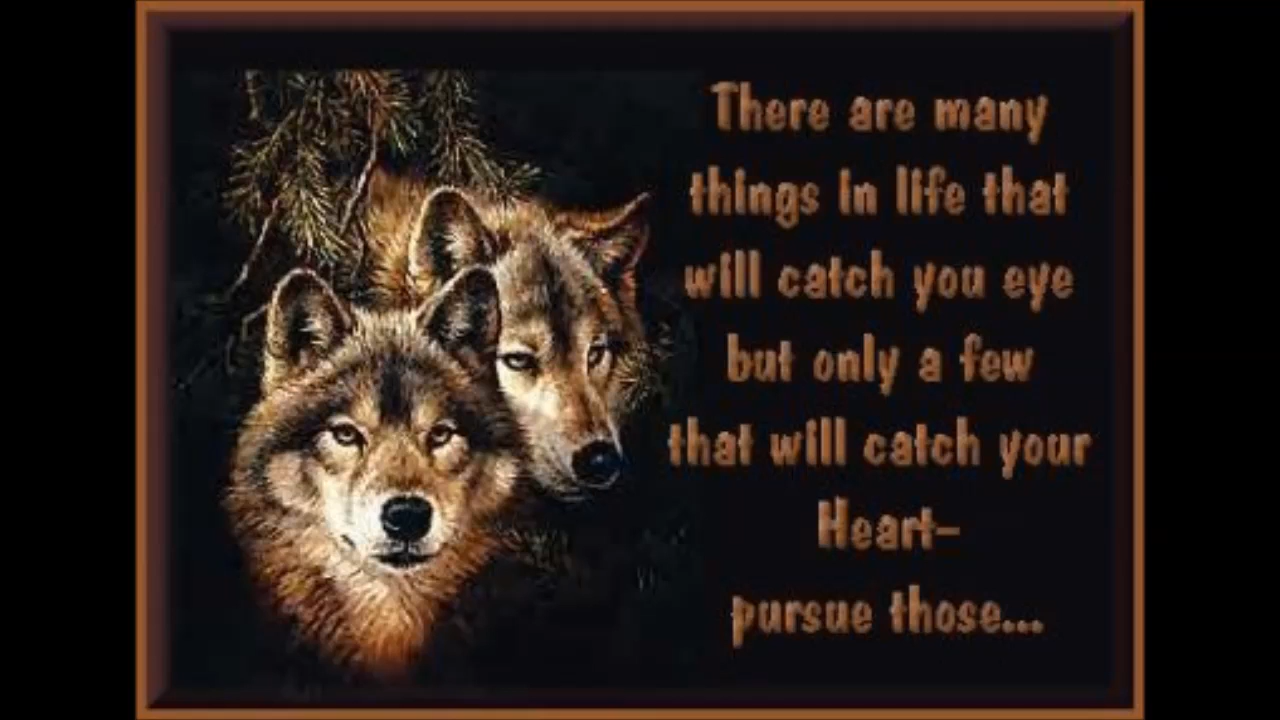 There are many
things in life that
will catch you eye
but only a few
that will catch your
Heart–
pursue those...